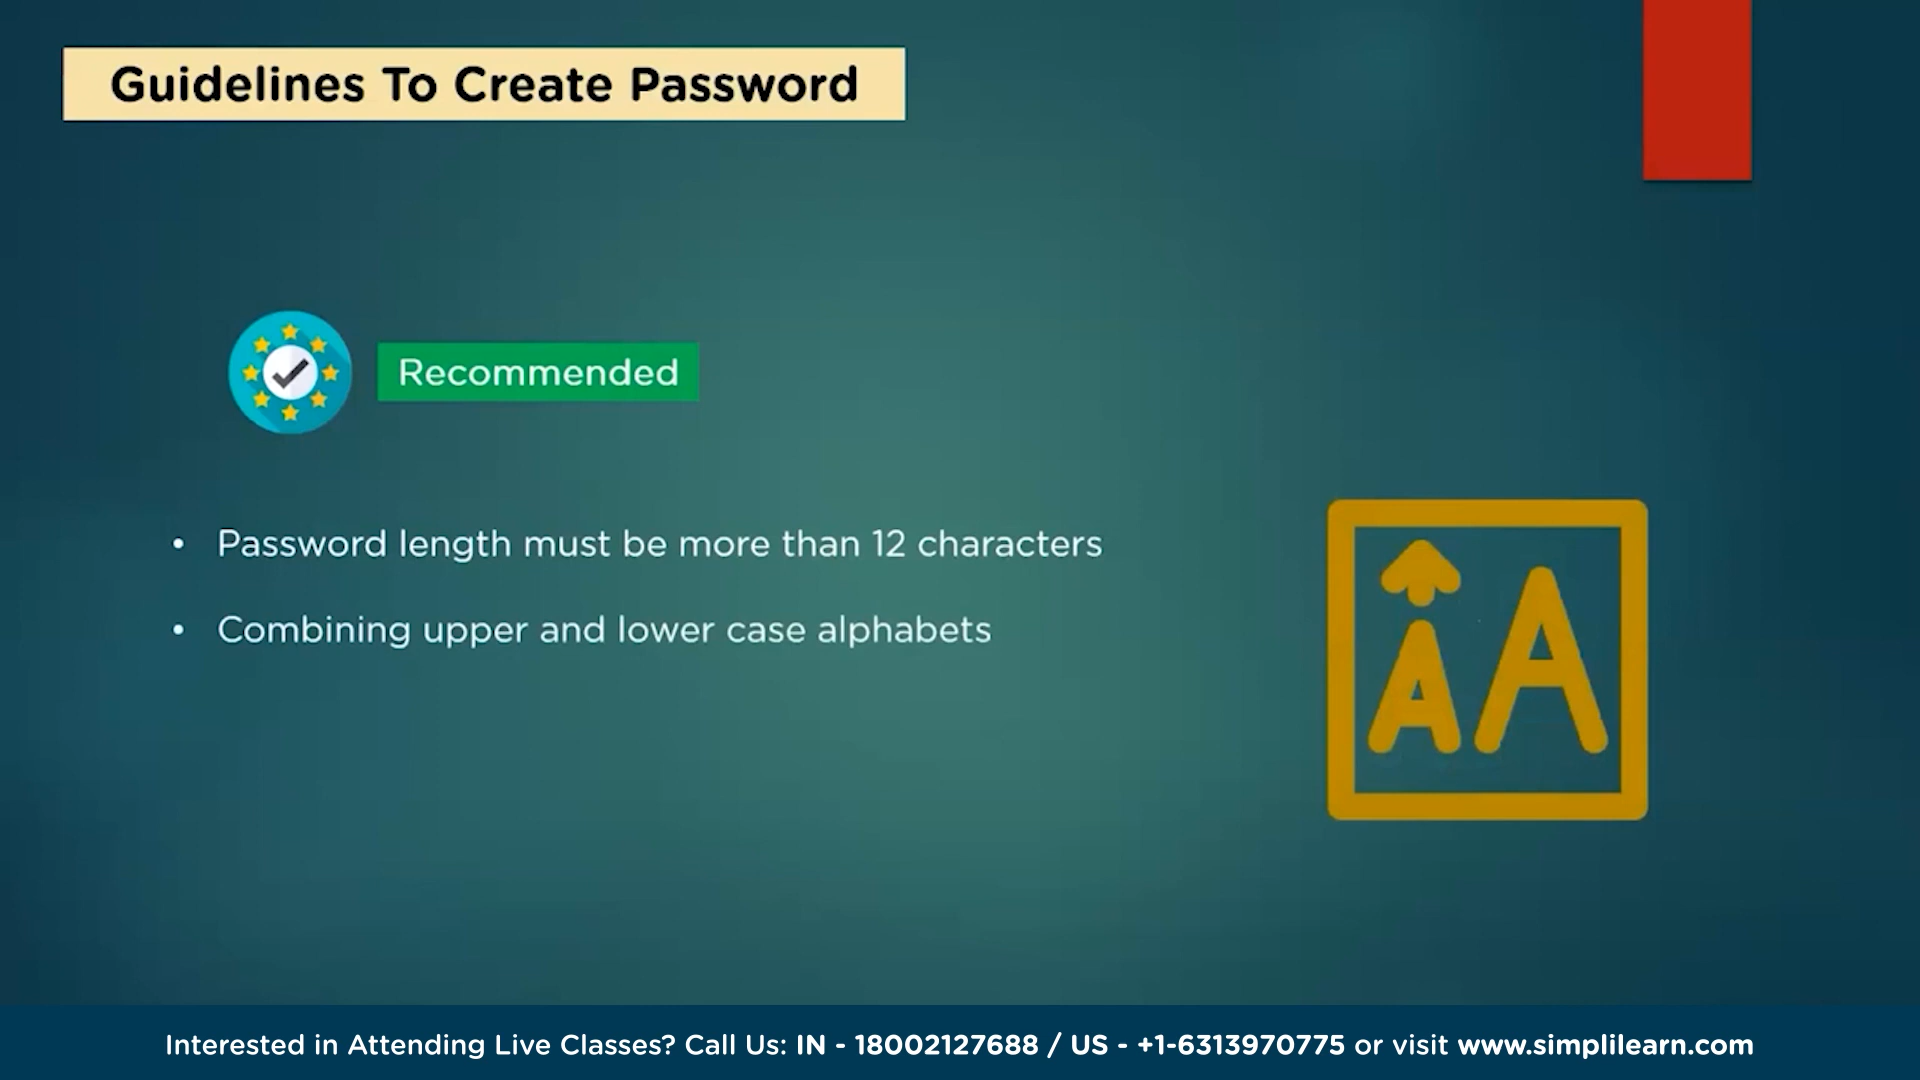 Guidelines To Create Password
Recommended
• Password length must be more than 12 characters
• Combining upper and lower case alphabets
A A
Interested in Attending Live Classes? Call Us: IN - 18002127688 / US - +1-6313970775 or visit www.simplilearn.com